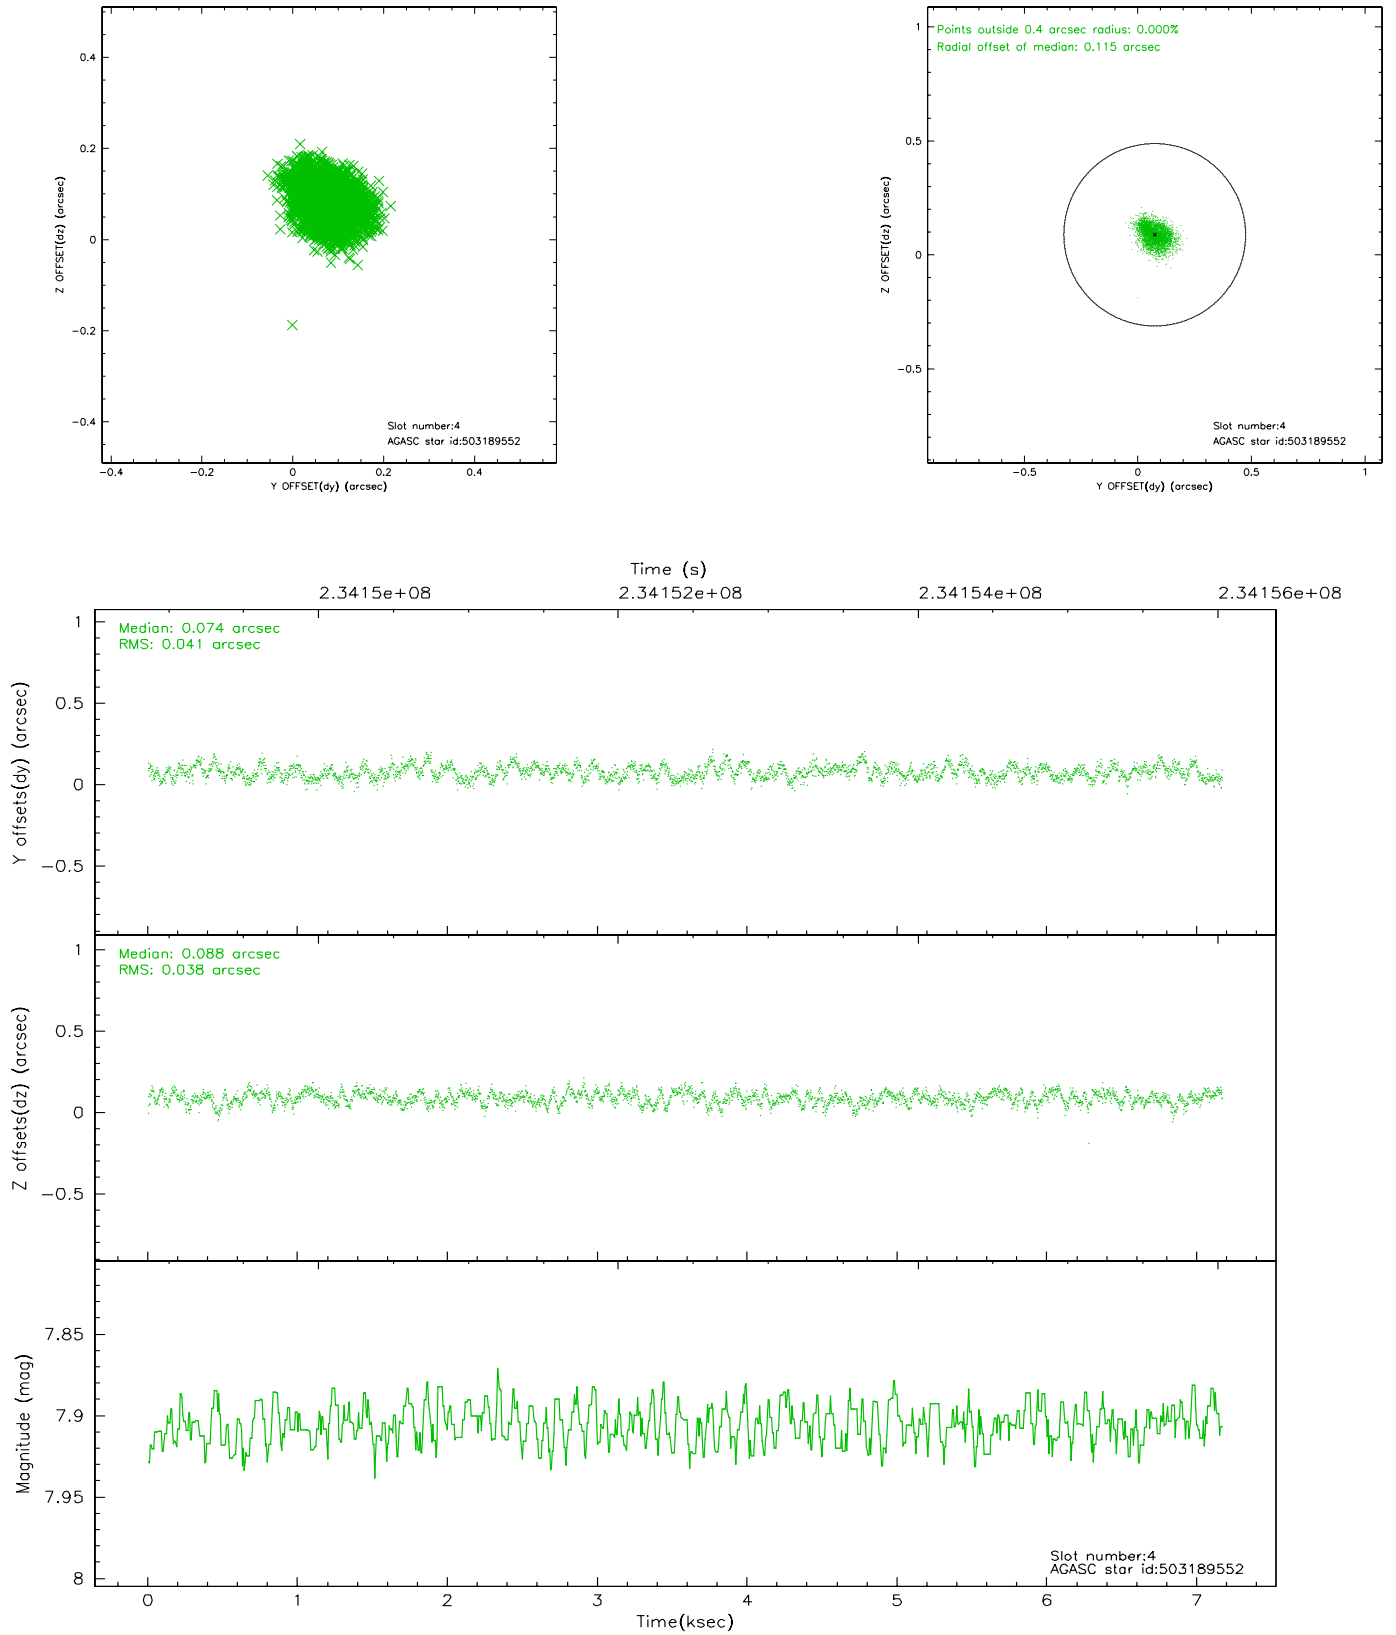 0.4
0.2
0
-0.2
-0.4
Z OFFSET(dz) (arcsec)
Slot number:4
AGASC star id:503189552
-0.4 -0.2 0 0.2 0.4
Y OFFSET(dy) (arcsec)
Points outside 0.4 arcsec radius: 0.000%
Radial offset of median: 0.115 arcsec
1
0.5
0
-0.5
Z OFFSET(dz) (arcsec)
Slot number:4
AGASC star id:503189552
-0.5 0 0.5 1
Y OFFSET(dy) (arcsec)
Time (s)
2.3415e+08 2.34152e+08 2.34154e+08 2.34156e+08
Median: 0.074 arcsec
RMS: 0.041 arcsec
1
0.5
0
-0.5
Y offsets(dy) (arcsec)
Median: 0.088 arcsec
RMS: 0.038 arcsec
1
0.5
0
-0.5
Z offsets(dz) (arcsec)
7.85
7.9
7.95
8
Magnitude (mag)
Slot number:4
AGASC star id:503189552
0 1 2 3 4 5 6 7
Time(ksec)